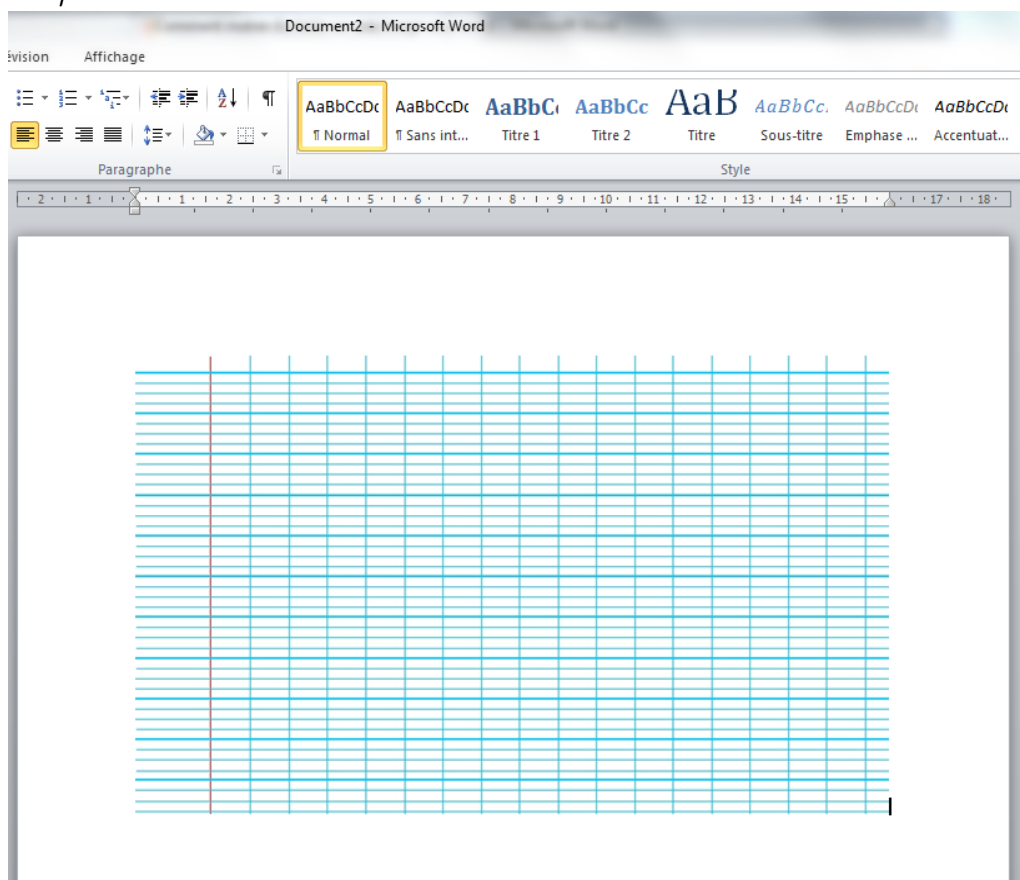 Document2 - Microsoft Word
évision Affichage
AaBbCcDc AaBbCcDc AaBbC AaBbCc AaB AaBbCc. AaBbCcDc AaBbCcDc
¶ Normal ¶ Sans int... Titre 1 Titre 2 Titre Sous-titre Emphase ... Accentuat...
Paragraphe Style
2 1 1 2 3 4 5 6 7 8 9 10 11 12 13 14 15 17 18